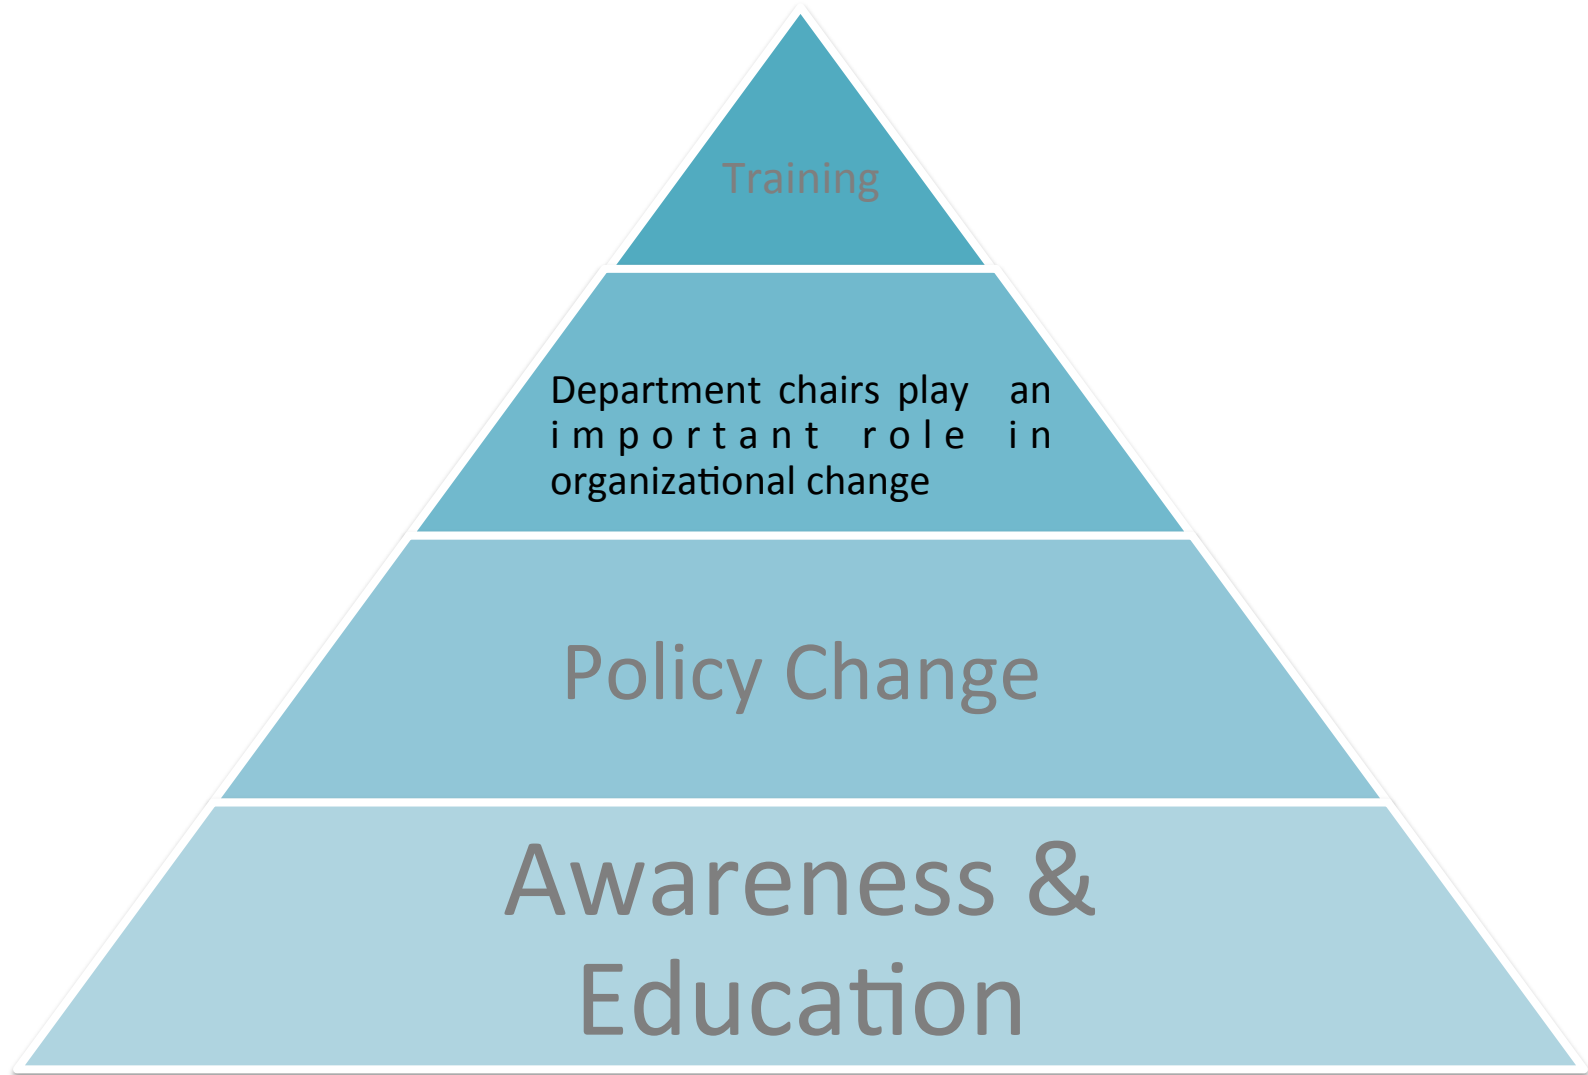 Training
Department chairs play an
important role in
organizational change
Policy Change
Awareness &
Education